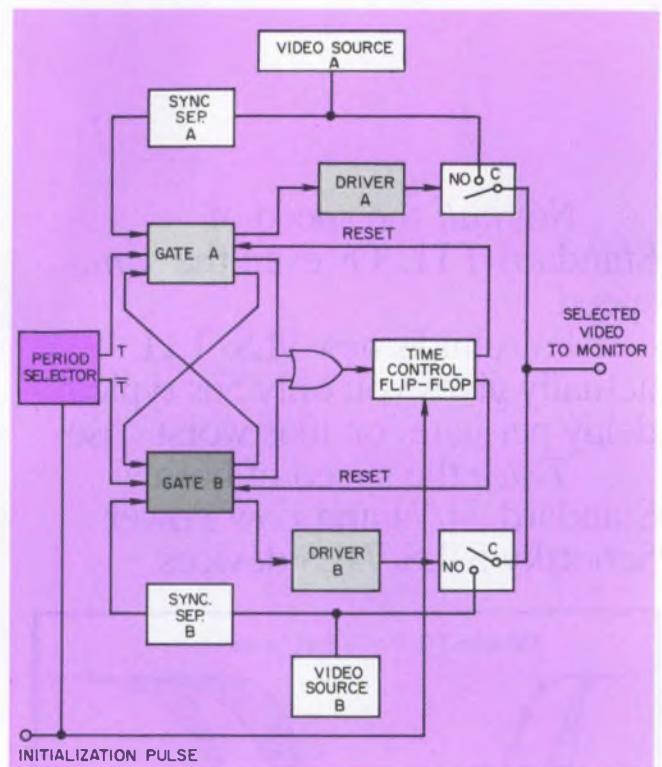 VIDEO SOURCE
A
SYNC
SEP.
A
DRIVER
A
NO
C
RESET
GATE A
SELECTED
VIDEO
TO MONITOR
PERIOD
SELECTOR
T
T̅
TIME
CONTROL
FLIP-FLOP
GATE B
RESET
DRIVER
B
C
NO
SYNC.
SEP.
B
VIDEO
SOURCE
B
INITIALIZATION PULSE